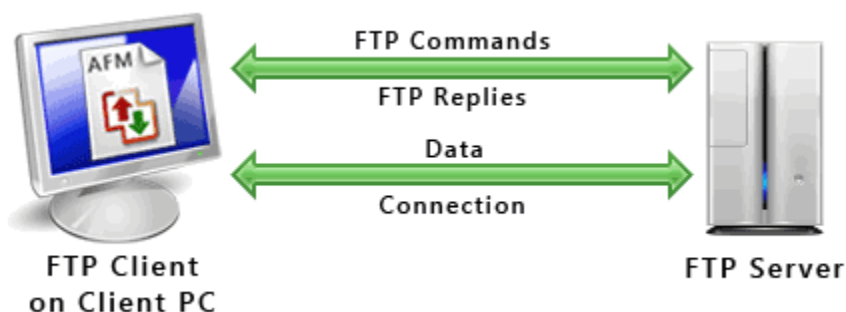 AFM
FTP Commands
FTP Replies
Data
Connection
FTP Client
on Client PC
FTP Server